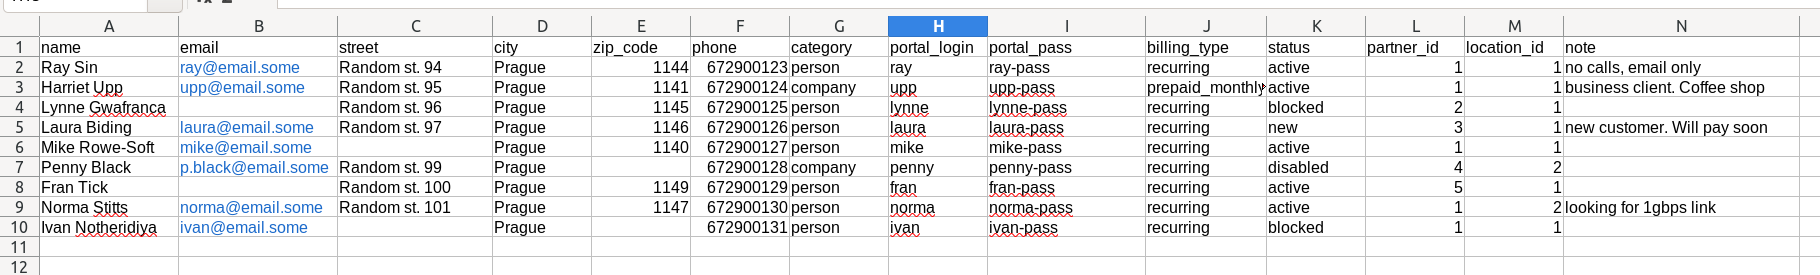 A B C D E F G H I J K L M N
1 name email street city zip_code phone category portal_login portal_pass billing_type status partner_id location_id note
2 Ray Sin ray@email.some Random st. 94 Prague 1144 672900123 person ray ray-pass recurring active 1 1 no calls, email only
3 Harriet Upp upp@email.some Random st. 95 Prague 1141 672900124 company upp upp-pass prepaid_monthly active 1 1 business client. Coffee shop
4 Lynne Gwafranca Random st. 96 Prague 1145 672900125 person lynne lynne-pass recurring blocked 2 1
5 Laura Biding laura@email.some Random st. 97 Prague 1146 672900126 person laura laura-pass recurring new 3 1 new customer. Will pay soon
6 Mike Rowe-Soft mike@email.some Prague 1140 672900127 person mike mike-pass recurring active 1 1
7 Penny Black p.black@email.some Random st. 99 Prague 672900128 company penny penny-pass recurring disabled 4 2
8 Fran Tick Random st. 100 Prague 1149 672900129 person fran fran-pass recurring active 5 1
9 Norma Stitts norma@email.some Random st. 101 Prague 1147 672900130 person norma norma-pass recurring active 1 2 looking for 1gbps link
10 Ivan Notheridiya ivan@email.some Prague 672900131 person ivan ivan-pass recurring blocked 1 1
11
12